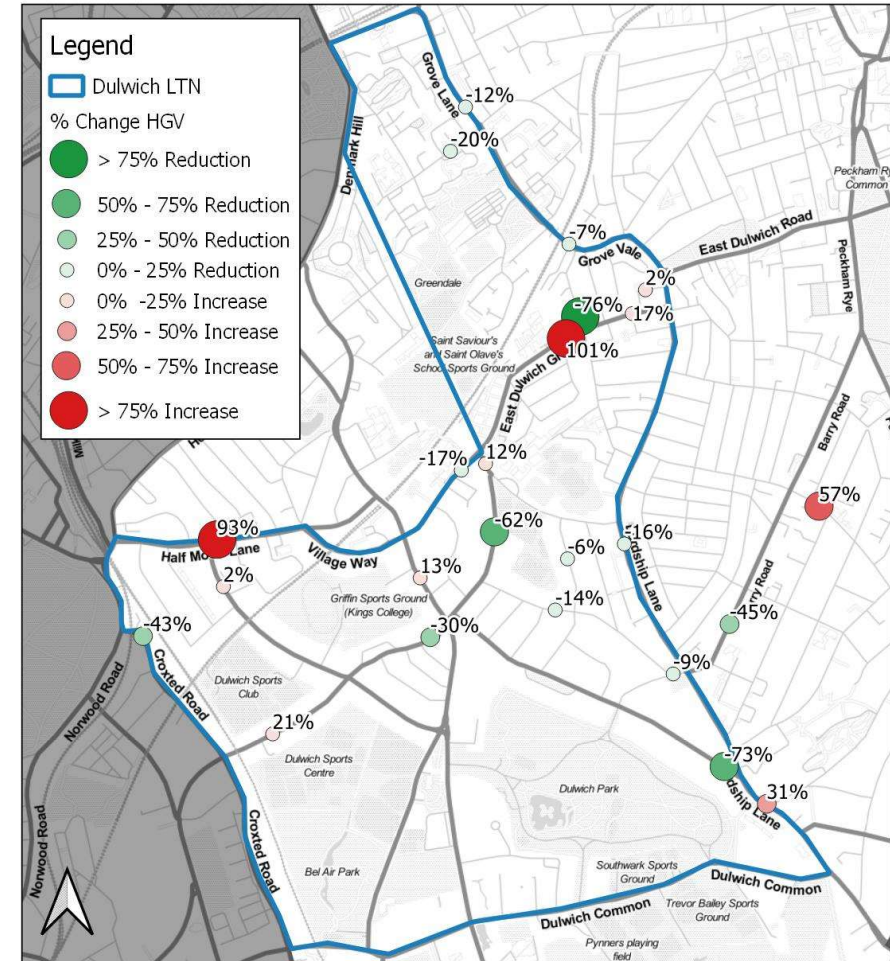 Legend
Dulwich LTN
% Change HGV
> 75% Reduction
50% - 75% Reduction
25% - 50% Reduction
0% - 25% Reduction
0% -25% Increase
25% - 50% Increase
50% - 75% Increase
> 75% Increase
Grove Lane
-12%
-20%
Denmark Hill
Peckham
Common
-7%
Grove Vale
East Dulwich Road
Peckham Rye
Greendale
2%
-76%
17%
Saint Saviour's
and Saint Olave's
School Sports Ground
101%
East Dulwich
Barry Road
-17%
12%
57%
93%
-62%
Half
Lane
Village Way
-16%
-6%
2%
13%
Griffin Sports Ground
(Kings College)
-14%
Lane
-43%
-30%
-45%
Road
Croxted Road
Norwood Road
Dulwich Sports
Club
-9%
21%
Dulwich Sports
Centre
-73%
Dulwich Park
31%
Lane
Norwood Road
Croxted Road
Bel Air Park
Southwark Sports
Ground
Dulwich Common
Trevor Bailey Sports
Ground
Dulwich Common
Pynners playing
field